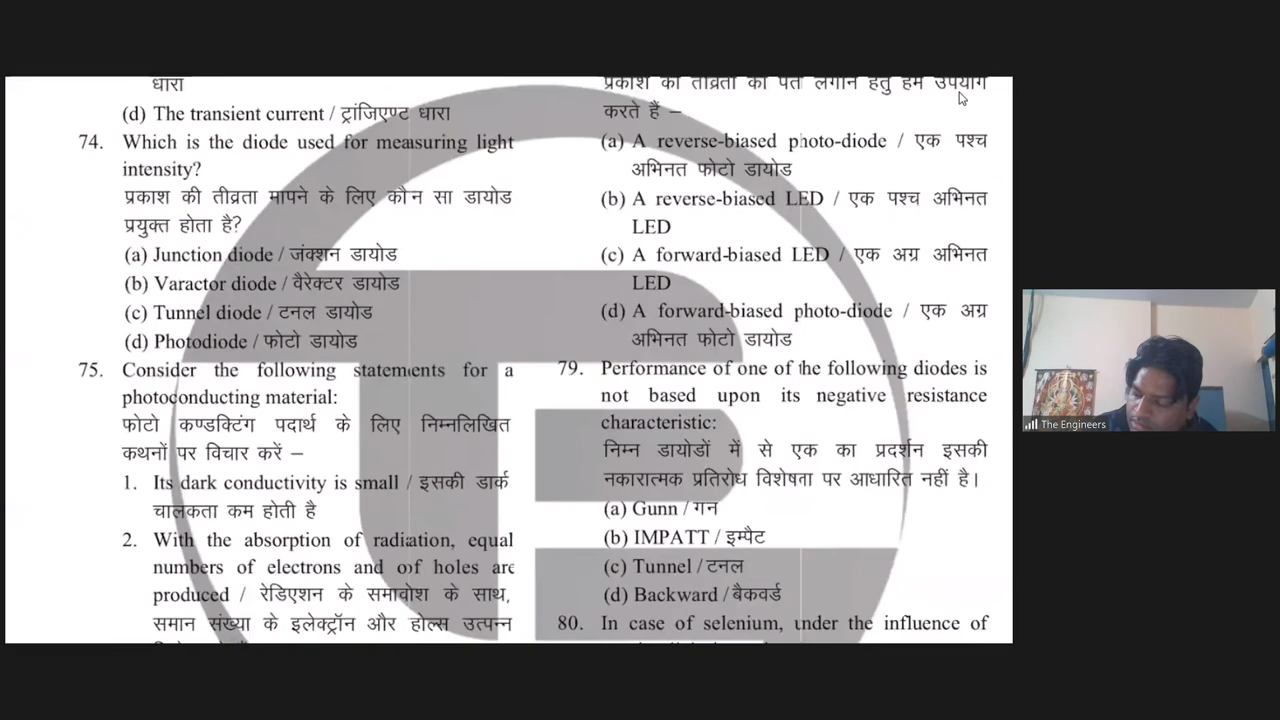 धारा
(d) The transient current / ट्रांजिएण्ट धारा
74. Which is the diode used for measuring light
intensity?
प्रकाश की तीव्रता मापने के लिए कौन सा डायोड
प्रयुक्त होता है?
(a) Junction diode / जंक्शन डायोड
(b) Varactor diode / वैरेक्टर डायोड
(c) Tunnel diode / टनल डायोड
(d) Photodiode / फोटो डायोड
75. Consider the following statements for a
photoconducting material:
फोटो कण्डक्टिंग पदार्थ के लिए निम्नलिखित
कथनों पर विचार करें –
1. Its dark conductivity is small / इसकी डार्क
चालकता कम होती है
2. With the absorption of radiation, equal
numbers of electrons and of holes are
produced / रेडिएशन के समावोश के साथ,
समान संख्या के इलेक्ट्रॉन और होल्स उत्पन्न
प्रकाश की तीव्रता का पता लगाने हेतु हम उपयोग
करते हैं –
(a) A reverse-biased photo-diode / एक पश्च
अभिनत फोटो डायोड
(b) A reverse-biased LED / एक पश्च अभिनत
LED
(c) A forward-biased LED / एक अग्र अभिनत
LED
(d) A forward-biased photo-diode / एक अग्र
अभिनत फोटो डायोड
79. Performance of one of the following diodes is
not based upon its negative resistance
characteristic:
निम्न डायोडों में से एक का प्रदर्शन इसकी
नकारात्मक प्रतिरोध विशेषता पर आधारित नहीं है।
(a) Gunn / गन
(b) IMPATT / इम्पैट
(c) Tunnel / टनल
(d) Backward / बैकवर्ड
80. In case of selenium, under the influence of
The Engineers